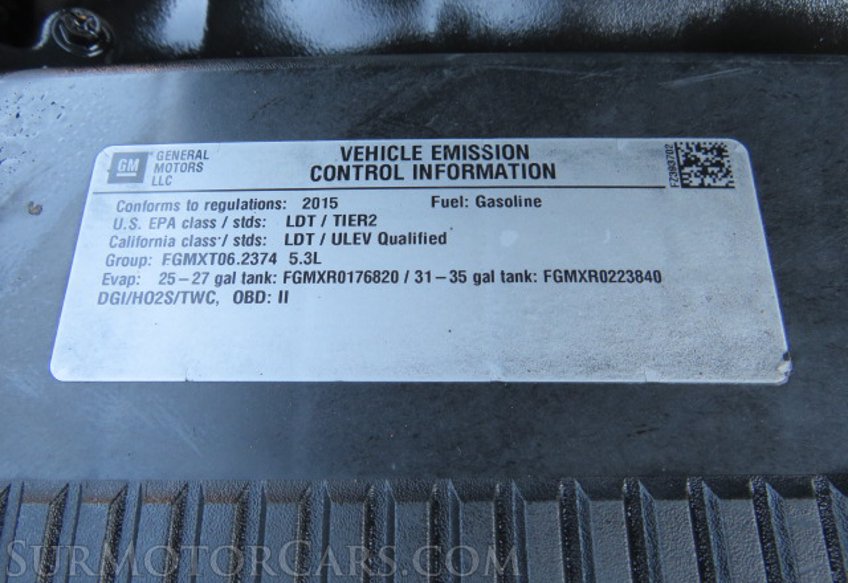 GM
GENERAL
MOTORS
LLC
VEHICLE EMISSION
CONTROL INFORMATION
FZ393702
Conforms to regulations: 2015 Fuel: Gasoline
U.S. EPA class / stds: LDT / TIER2
California class / stds: LDT / ULEV Qualified
Group: FGMXT06.2374 5.3L
Evap: 25-27 gal tank: FGMXR0176820 / 31-35 gal tank: FGMXR0223840
DGI/HO2S/TWC, OBD: II
SurMotorCars.com